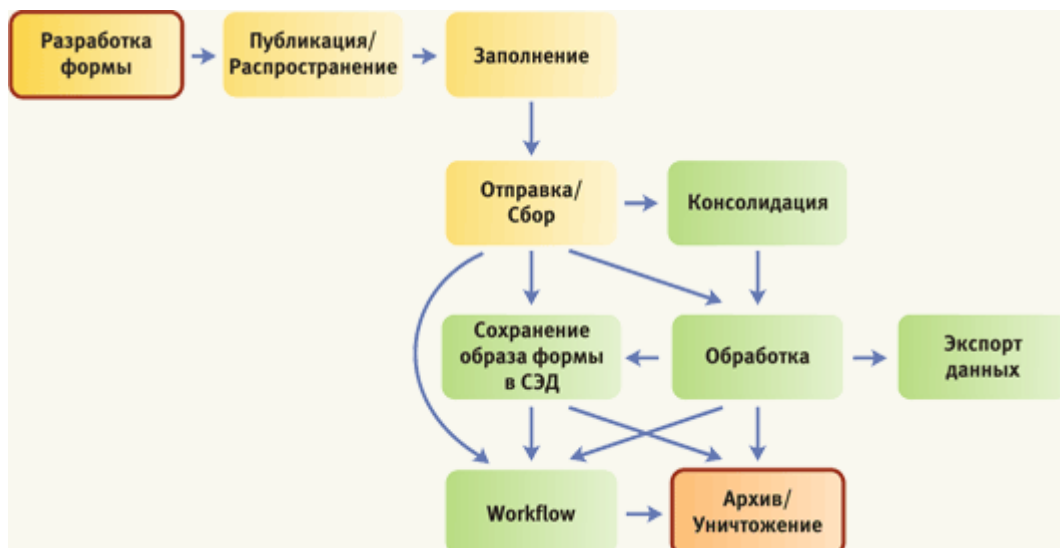 Разработка
формы
Публикация/
Распространение
Заполнение
Отправка/
Сбор
Консолидация
Сохранение
образа формы
в СЭД
Обработка
Экспорт
данных
Workflow
Архив/
Уничтожение